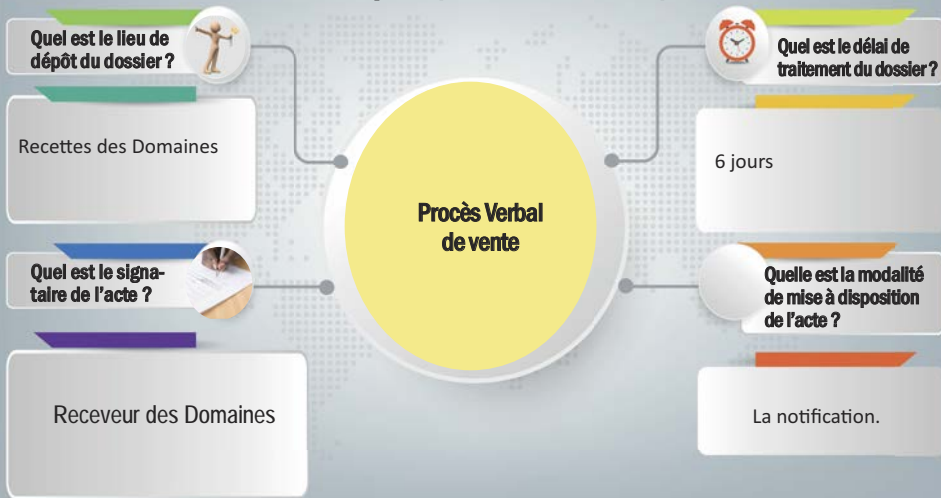 Quel est le lieu de
dépôt du dossier ?
Recettes des Domaines
Quel est le délai de
traitement du dossier ?
6 jours
Procès Verbal
de vente
Quel est le signa-
taire de l'acte ?
Receveur des Domaines
Quelle est la modalité
de mise à disposition
de l'acte ?
La notification.